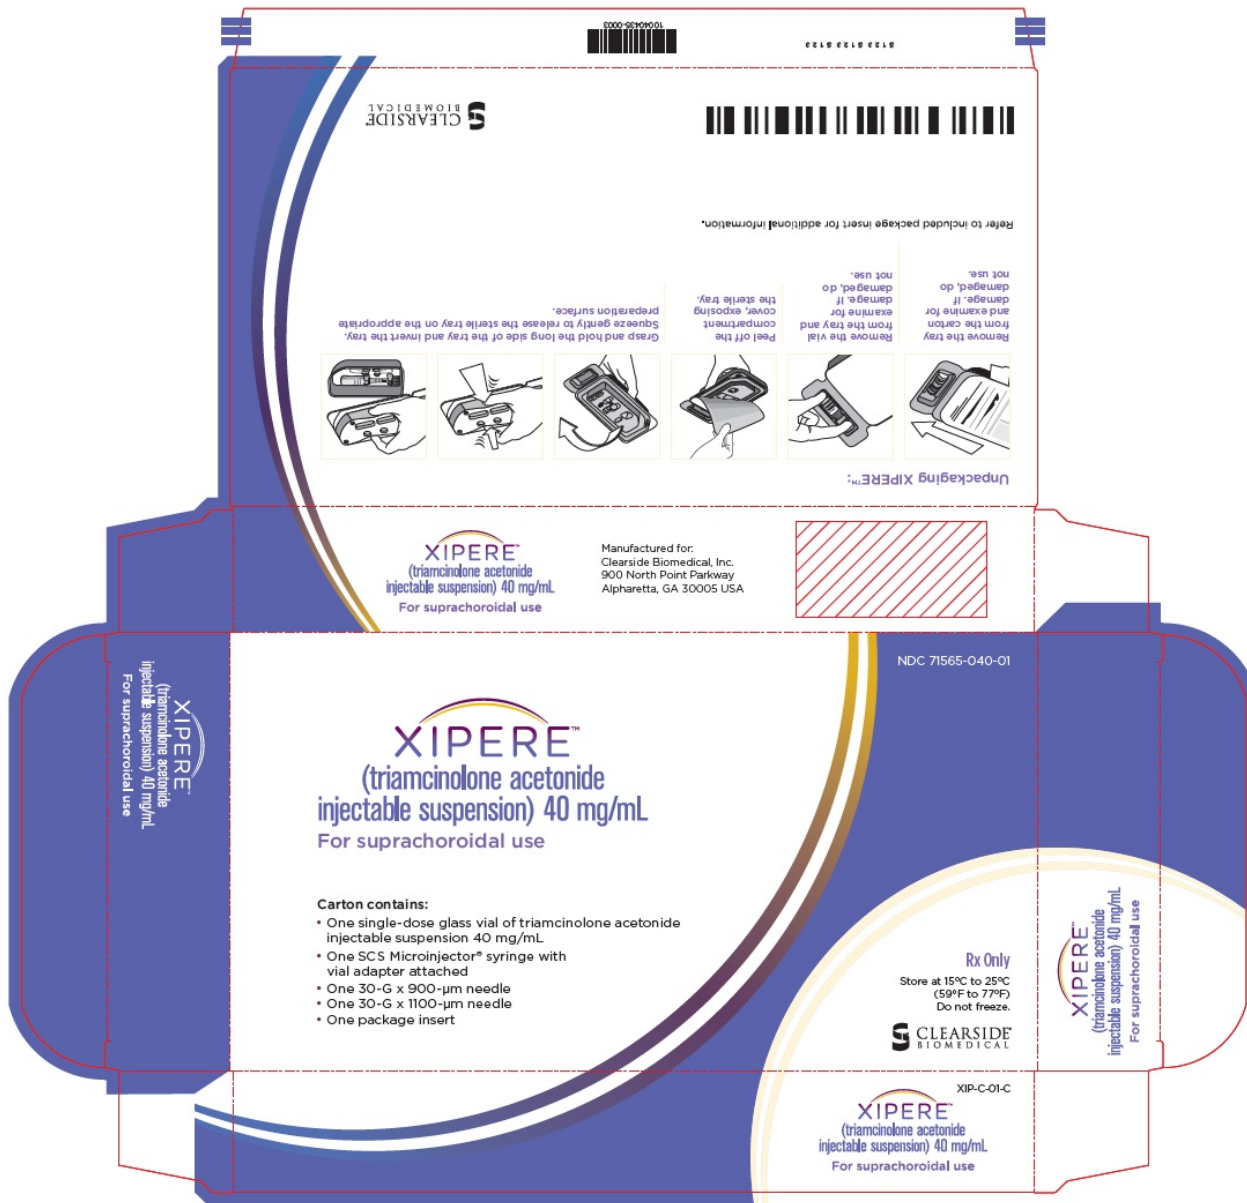 10040435-0003
S123 S123 S123
CLEARSIDE
BIOMEDICAL
Refer to included package insert for additional information.
Remove the tray
from the carton
and examine for
damage. If
damaged, do
not use.
Remove the vial
from the tray and
examine for
damage. If
damaged, do
not use.
Peel off the
compartment
cover, exposing
the sterile tray.
Grasp and hold the long side of the tray and invert the tray.
Squeeze gently to release the sterile tray on the appropriate
preparation surface.
Unpackaging XIPERE™:
XIPERE™
(triamcinolone acetonide
injectable suspension) 40 mg/mL
For suprachoroidal use
Manufactured for:
Clearside Biomedical, Inc.
900 North Point Parkway
Alpharetta, GA 30005 USA
XIPERE™
(triamcinolone acetonide
injectable suspension) 40 mg/mL
For suprachoroidal use
NDC 71565-040-01
XIPERE™
(triamcinolone acetonide
injectable suspension) 40 mg/mL
For suprachoroidal use
Carton contains:
• One single-dose glass vial of triamcinolone acetonide
injectable suspension 40 mg/mL
• One SCS Microinjector® syringe with
vial adapter attached
• One 30-G x 900-µm needle
• One 30-G x 1100-µm needle
• One package insert
Rx Only
Store at 15ºC to 25ºC
(59ºF to 77ºF)
Do not freeze.
CLEARSIDE
BIOMEDICAL
XIPERE™
(triamcinolone acetonide
injectable suspension) 40 mg/mL
For suprachoroidal use
XIP-C-01-C
XIPERE™
(triamcinolone acetonide
injectable suspension) 40 mg/mL
For suprachoroidal use